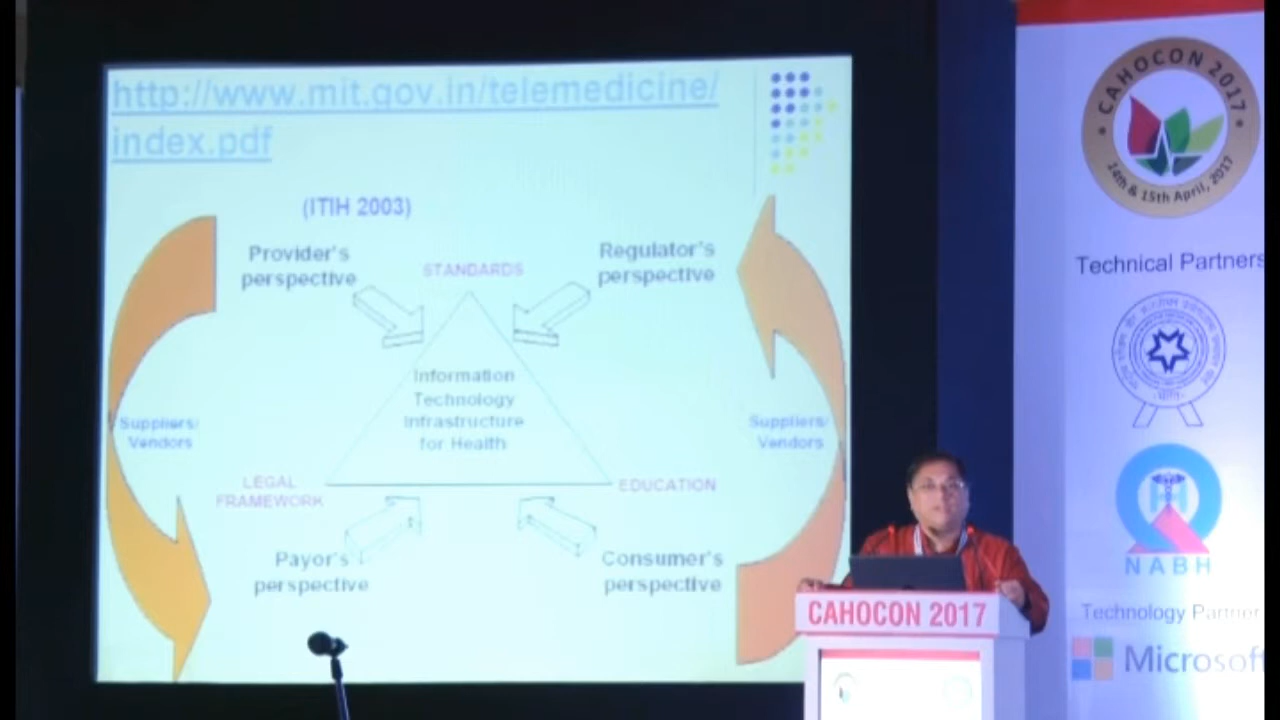 http://www.mit.gov.in/telemedicine/
index.pdf
(ITIH 2003)
Provider's
perspective
STANDARDS
Regulator's
perspective
Information
Technology
Infrastructure
for Health
Suppliers/
Vendors
Suppliers/
Vendors
LEGAL
FRAMEWORK
EDUCATION
Payor's
perspective
Consumer's
perspective
CAHOCON 2017
CAHOCON 2017
14th & 15th April, 2017
Technical Partners
NABH
Technology Partner
Microsoft